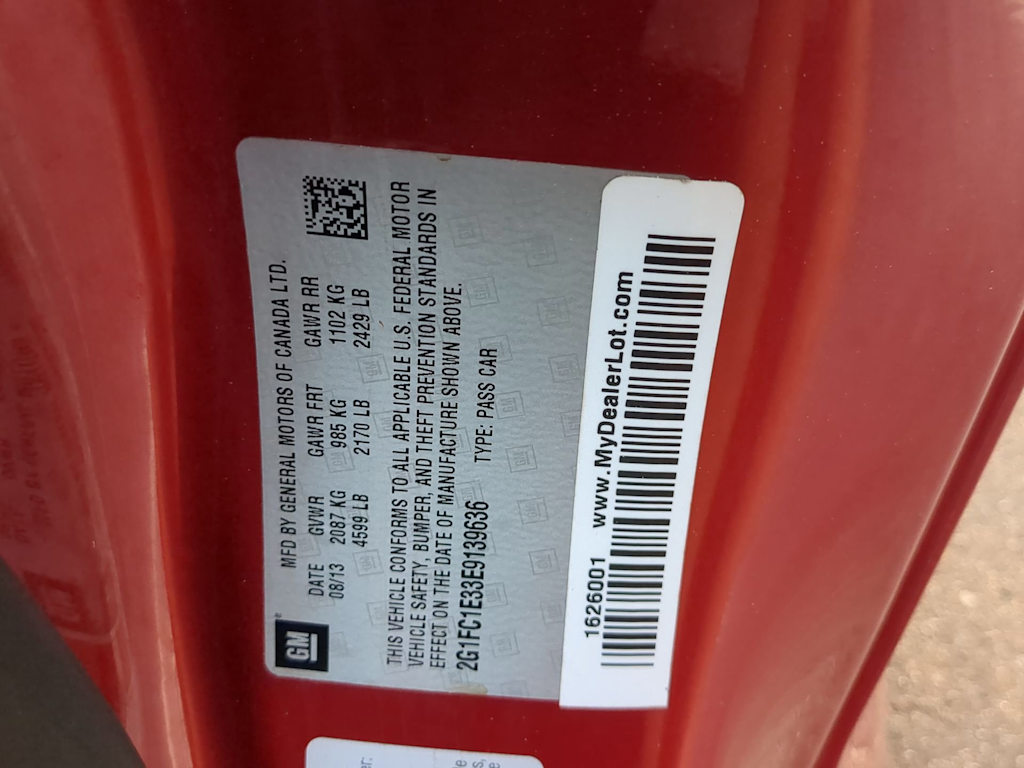 MFD BY GENERAL MOTORS OF CANADA LTD.
DATE GVWR GAWR FRT GAWR RR
08/13 2087 KG 985 KG 1102 KG
4599 LB 2170 LB 2429 LB
GM
THIS VEHICLE CONFORMS TO ALL APPLICABLE U.S. FEDERAL MOTOR
VEHICLE SAFETY, BUMPER, AND THEFT PREVENTION STANDARDS IN
EFFECT ON THE DATE OF MANUFACTURE SHOWN ABOVE.
2G1FC1E33E9139636 TYPE: PASS CAR
1626001 www.MyDealerLot.com